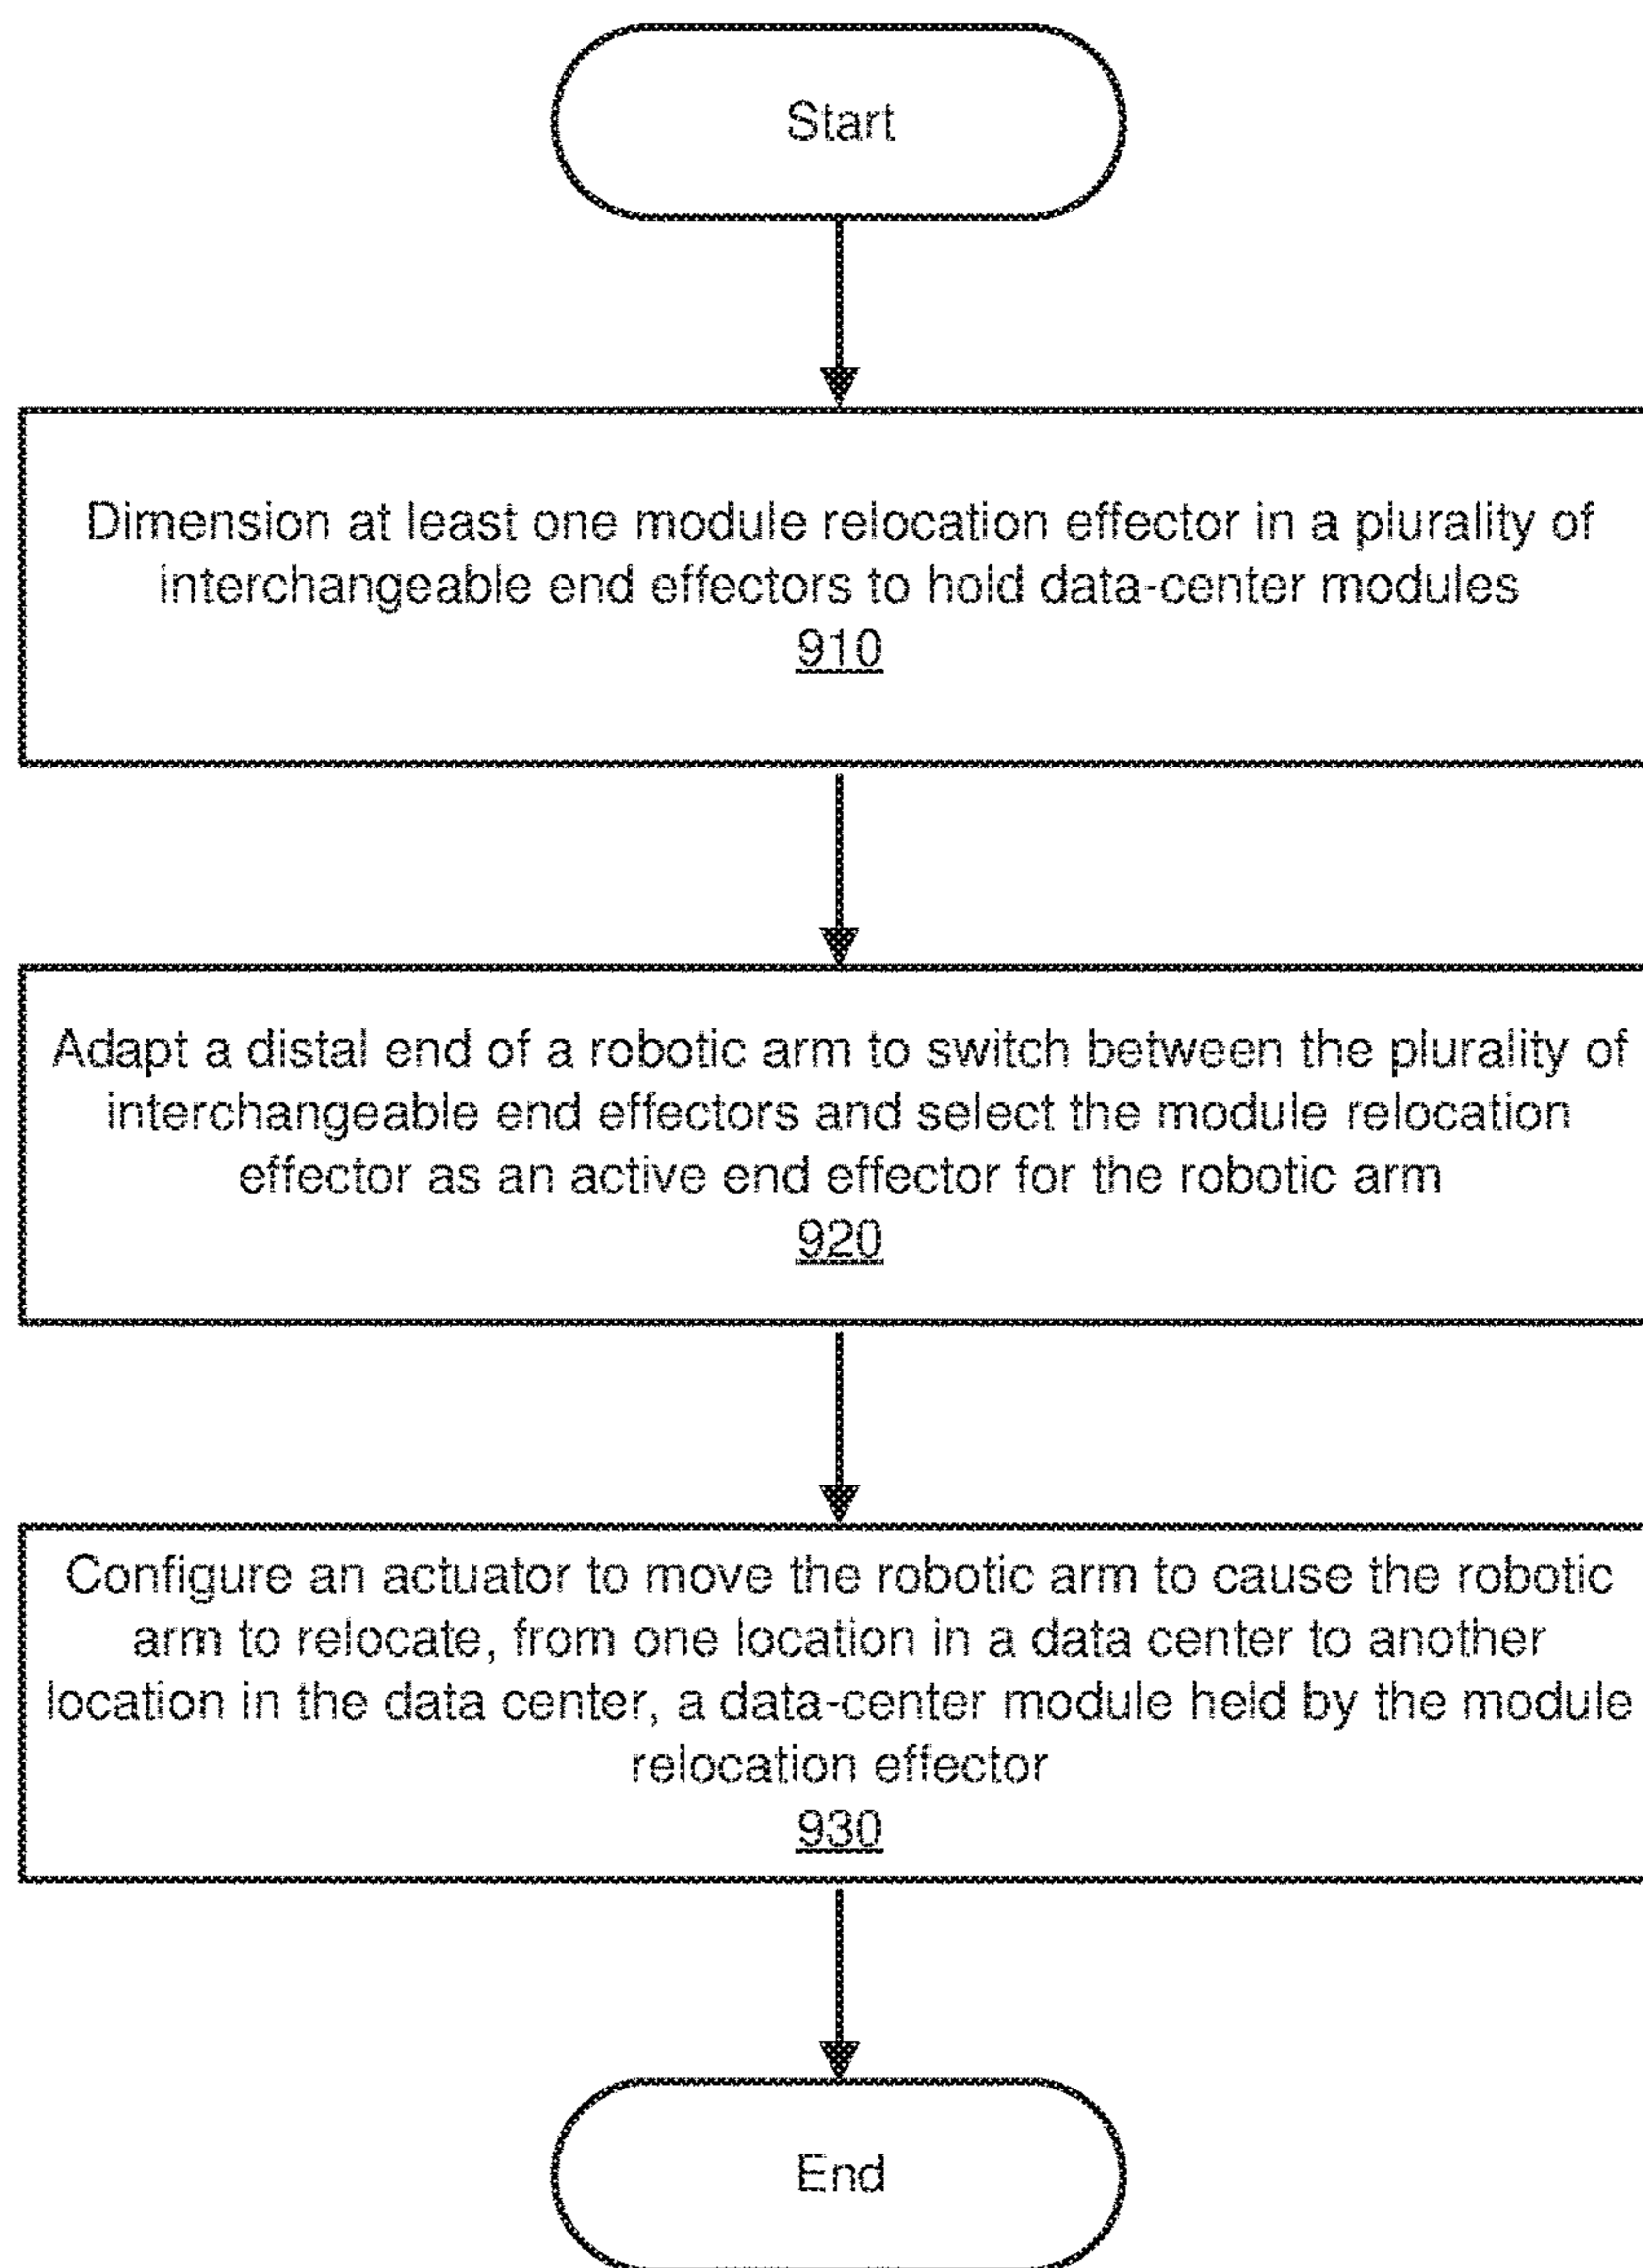 Start
Dimension at least one module relocation effector in a plurality of
interchangeable end effectors to hold data-center modules
910
Adapt a distal end of a robotic arm to switch between the plurality of
interchangeable end effectors and select the module relocation
effector as an active end effector for the robotic arm
920
Configure an actuator to move the robotic arm to cause the robotic
arm to relocate, from one location in a data center to another
location in the data center, a data-center module held by the module
relocation effector
930
End